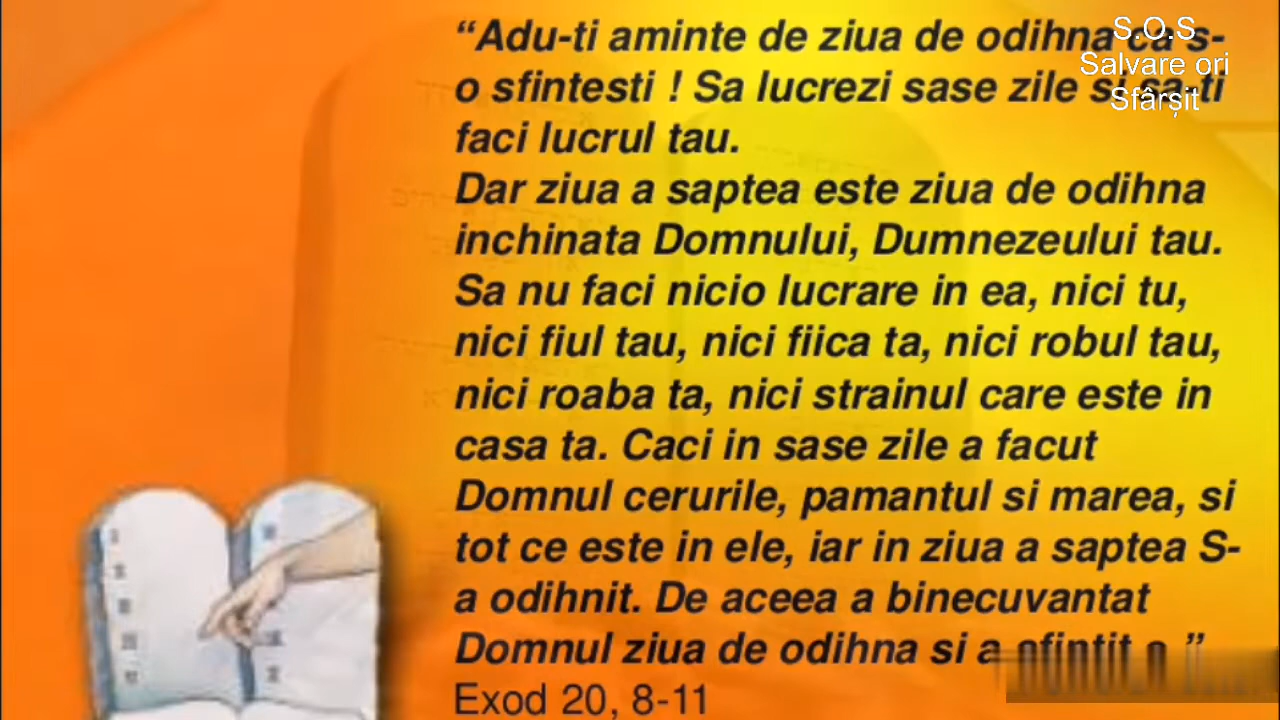 “Adu-ti aminte de ziua de odihna ca s-
o sfintesti ! Sa lucrezi sase zile si sa-ti
faci lucrul tau.
Dar ziua a saptea este ziua de odihna
inchinata Domnului, Dumnezeului tau.
Sa nu faci nicio lucrare in ea, nici tu,
nici fiul tau, nici fiica ta, nici robul tau,
nici roaba ta, nici strainul care este in
casa ta. Caci in sase zile a facut
Domnul cerurile, pamantul si marea, si
tot ce este in ele, iar in ziua a saptea S-
a odihnit. De aceea a binecuvantat
Domnul ziua de odihna si a sfintit o ”
Exod 20, 8-11
S.O.S
Salvare ori
Sfârșit